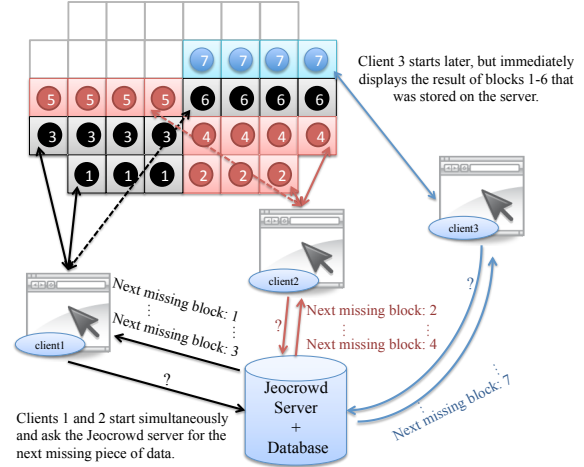 7 7 7 7
5 5 5 5 6 6 6 6
3 3 3 3 4 4 4 4
1 1 1 2 2 2
Client 3 starts later, but immediately
displays the result of blocks 1-6 that
was stored on the server.
client3
client2
client1
Next missing block: 1
⋮
Next missing block: 3
?
?
Next missing block: 2
⋮ ⋮
Next missing block: 4
?
⋮ ⋮
Next missing block: 7
Jeocrowd
Server
+
Database
Clients 1 and 2 start simultaneously
and ask the Jeocrowd server for the
next missing piece of data.